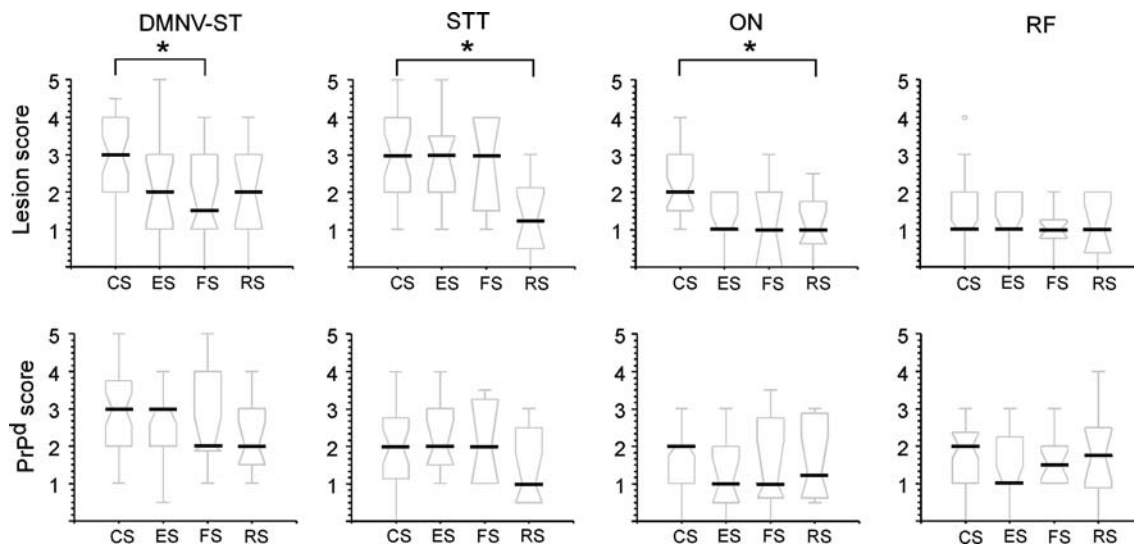 DMNV-ST STT ON RF
* * *
Lesion score
5 5 5 5
4 4 4 4
3 3 3 3
2 2 2 2
1 1 1 1
CS ES FS RS CS ES FS RS CS ES FS RS CS ES FS RS
PrPᵈ score
5 5 5 5
4 4 4 4
3 3 3 3
2 2 2 2
1 1 1 1
CS ES FS RS CS ES FS RS CS ES FS RS CS ES FS RS